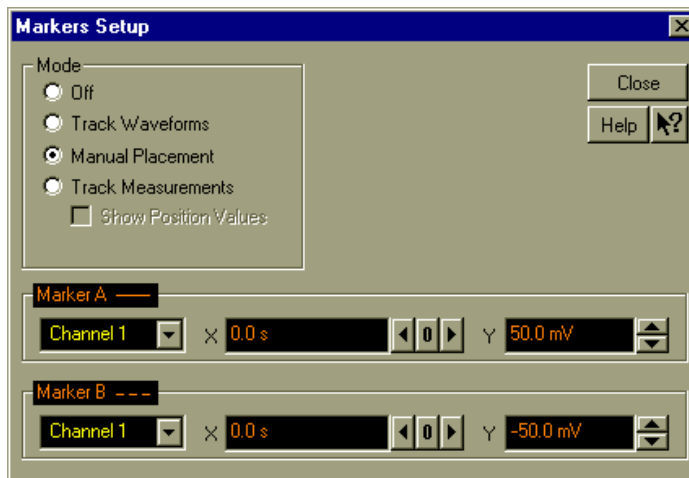 Markers Setup
Mode
Off
Track Waveforms
Manual Placement
Track Measurements
Show Position Values
Close
Help ?
Marker A
Channel 1 X 0.0 s 0 Y 50.0 mV
Marker B
Channel 1 X 0.0 s 0 Y -50.0 mV